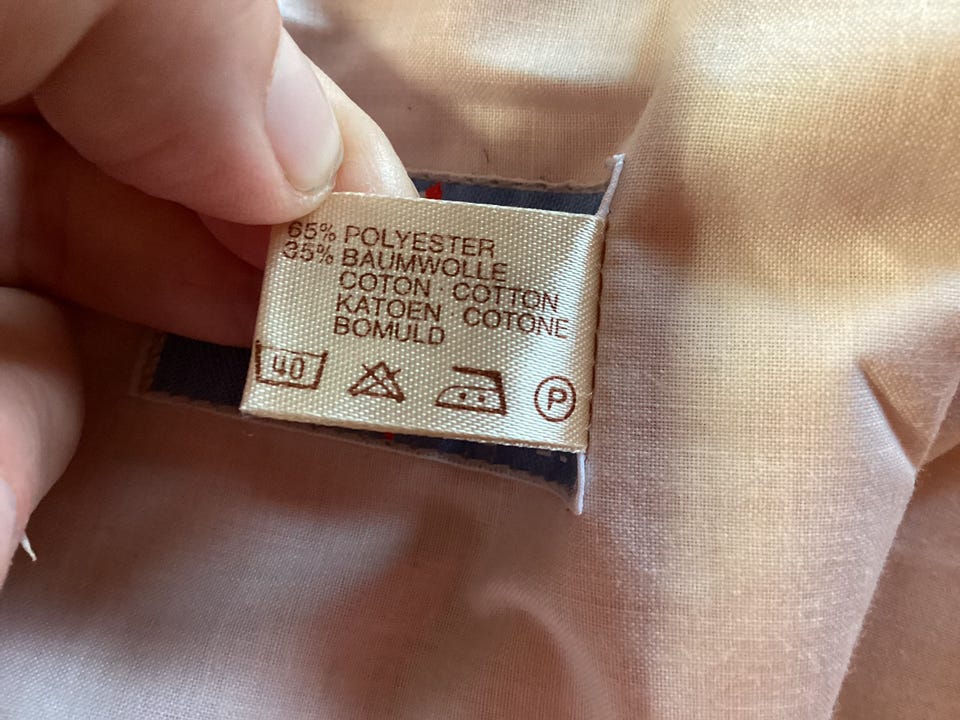 65% POLYESTER
35% BAUMWOLLE
COTON COTTON
KATOEN COTONE
BOMULD
40 P